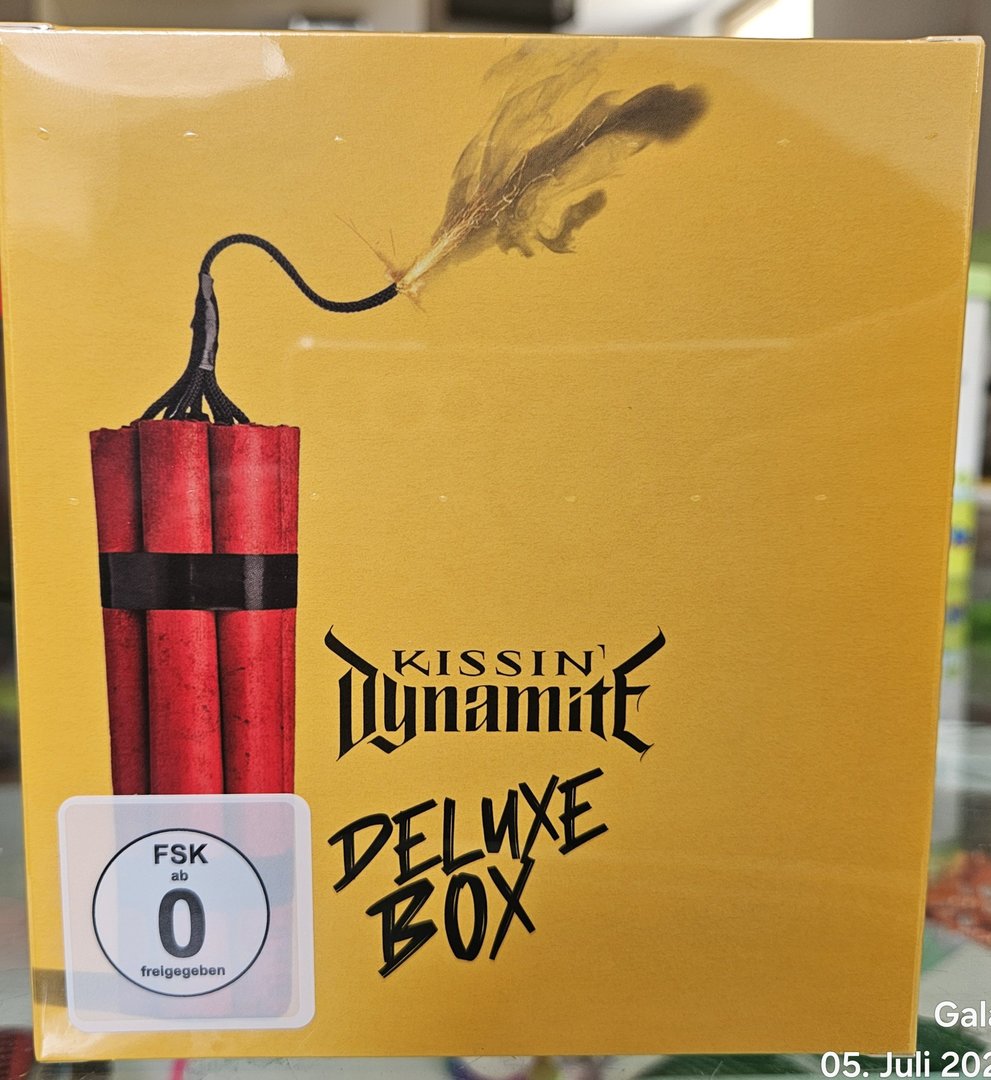 KISSIN'
Dynamite
DELUXE
BOX
FSK
ab
0
freigegeben
05. Juli